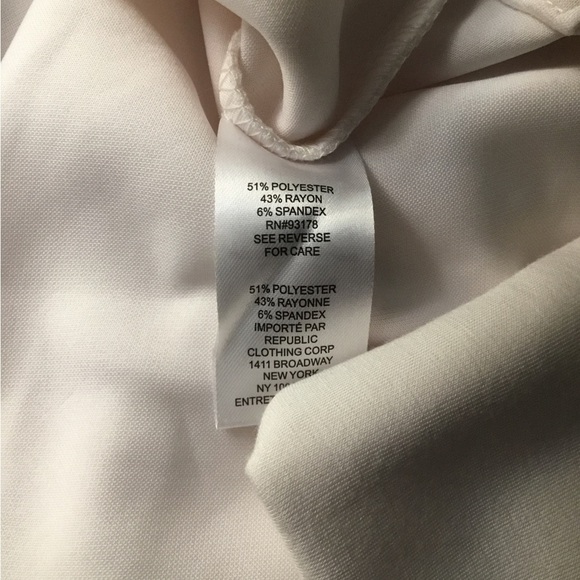 51% POLYESTER
43% RAYON
6% SPANDEX
RN#93178
SEE REVERSE
FOR CARE
51% POLYESTER
43% RAYONNE
6% SPANDEX
IMPORTÉ PAR
REPUBLIC
CLOTHING CORP
1411 BROADWAY
NEW YORK
NY